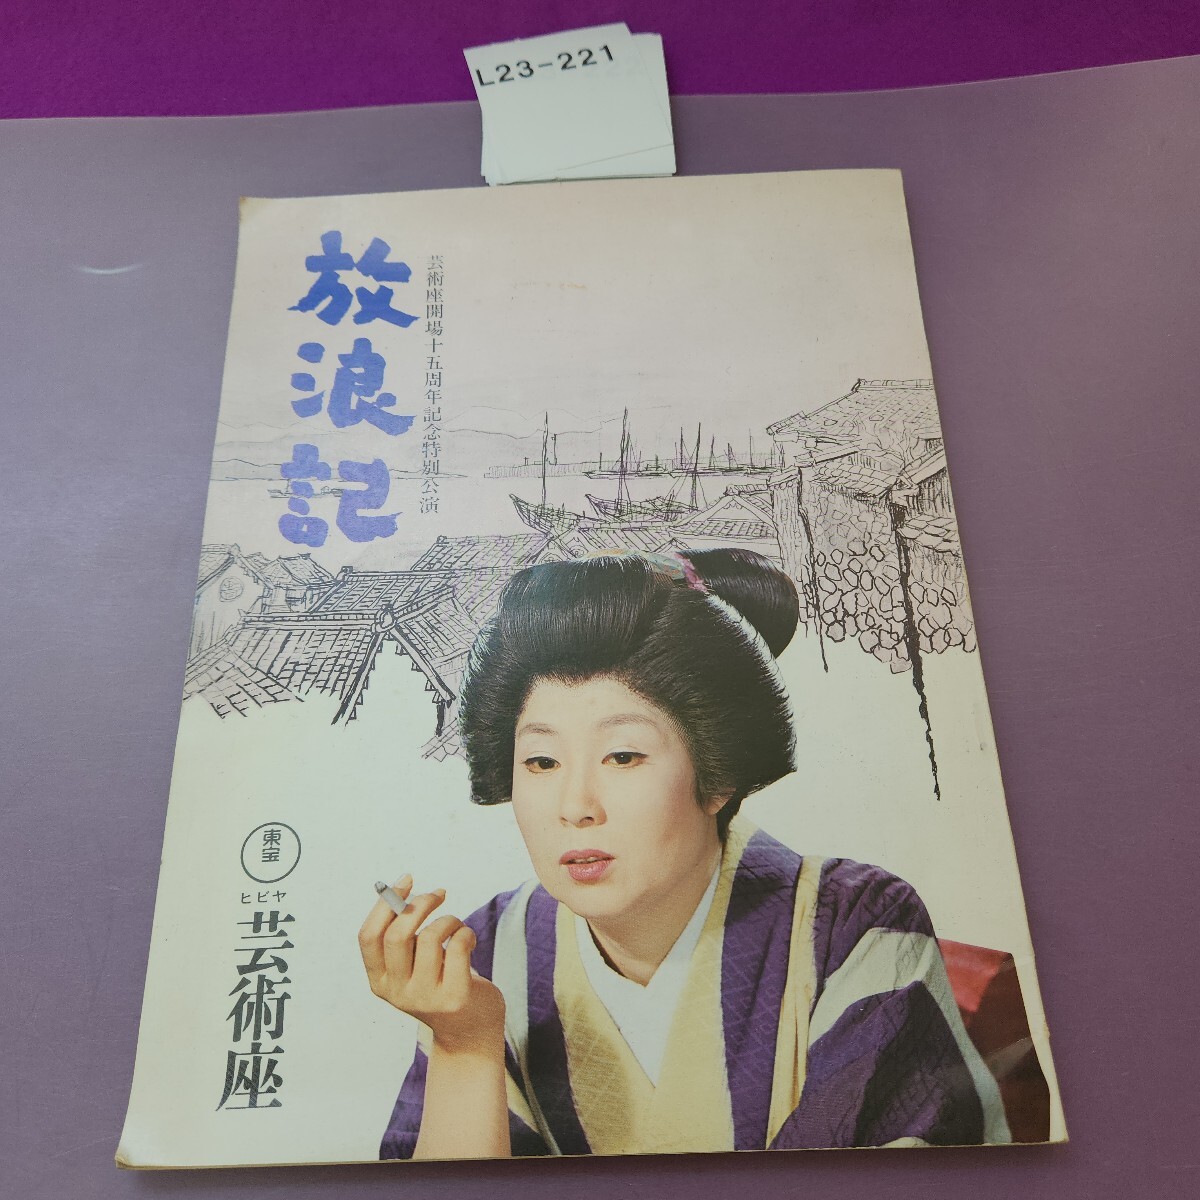 L23-221
放浪記
芸術座開場十五周年記念特別公演
東宝
ヒビヤ
芸術座